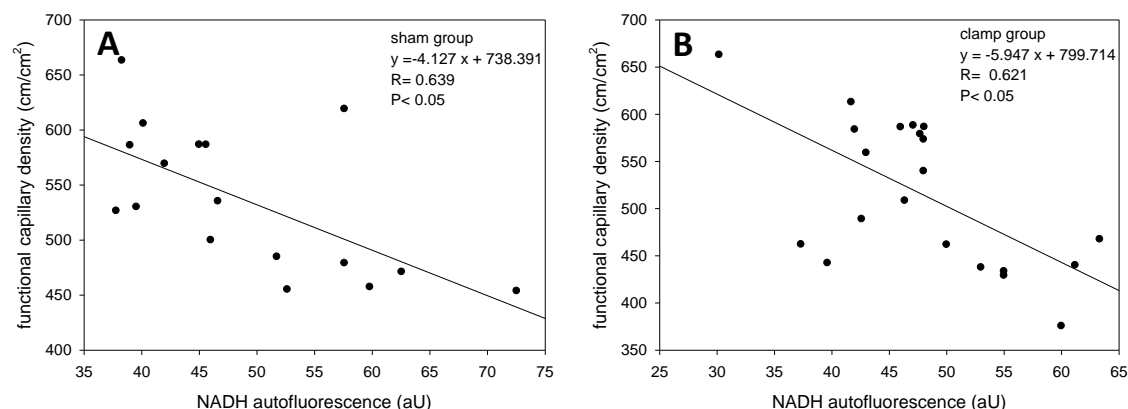 A
sham group
y =-4.127 x + 738.391
R= 0.639
P< 0.05
functional capillary density (cm/cm²)
700
650
600
550
500
450
400
35 40 45 50 55 60 65 70 75
NADH autofluorescence (aU)
B
clamp group
y = -5.947 x + 799.714
R= 0.621
P< 0.05
functional capillary density (cm/cm²)
700
650
600
550
500
450
400
350
25 30 35 40 45 50 55 60 65
NADH autofluorescence (aU)